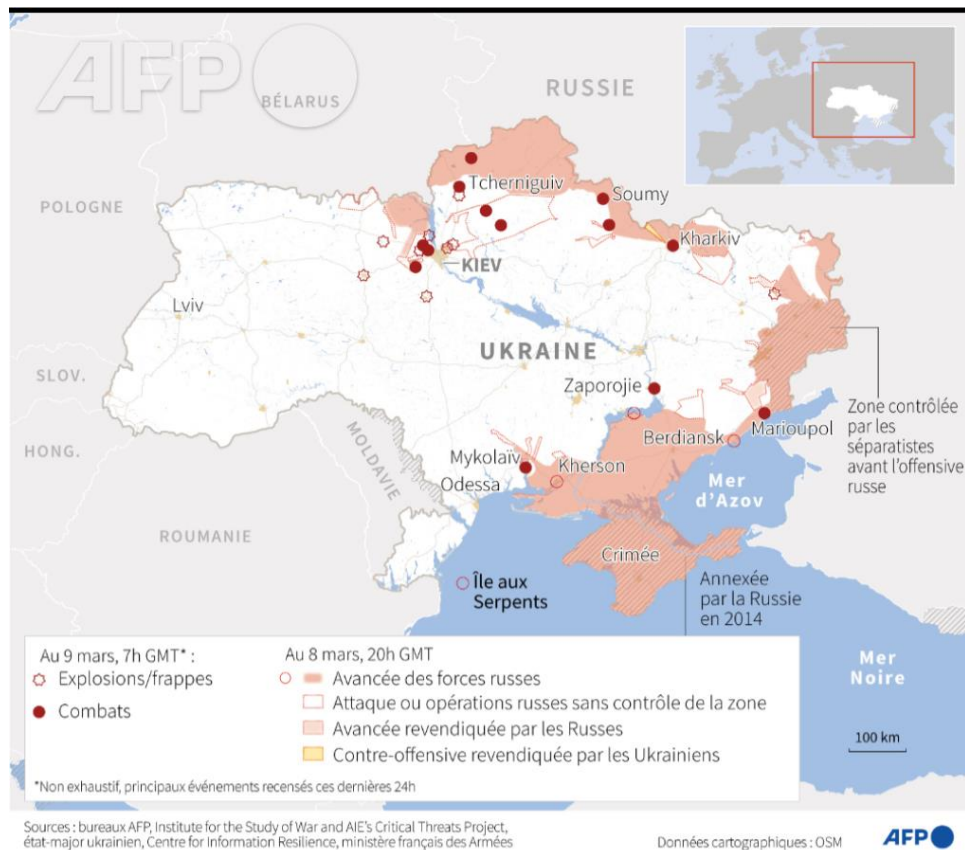 AFP
BÉLARUS
RUSSIE
POLOGNE
Tcherniguiv
Soumy
Kharkiv
KIEV
Lviv
UKRAINE
SLOV.
Zaporojie
Zone contrôlée
par les
séparatistes
avant l'offensive
russe
HONG.
MOLDAVIE
Berdiansk
Marioupol
Mykolaïv
Kherson
Odessa
Mer
d'Azov
ROUMANIE
Crimée
Île aux
Serpents
Annexée
par la Russie
en 2014
Mer
Noire
100 km
Au 9 mars, 7h GMT* :
Explosions/frappes
Combats
Au 8 mars, 20h GMT
Avancée des forces russes
Attaque ou opérations russes sans contrôle de la zone
Avancée revendiquée par les Russes
Contre-offensive revendiquée par les Ukrainiens
*Non exhaustif, principaux événements recensés ces dernières 24h
Sources : bureaux AFP, Institute for the Study of War and AIE's Critical Threats Project,
état-major ukrainien, Centre for Information Resilience, ministère français des Armées
Données cartographiques : OSM
AFP